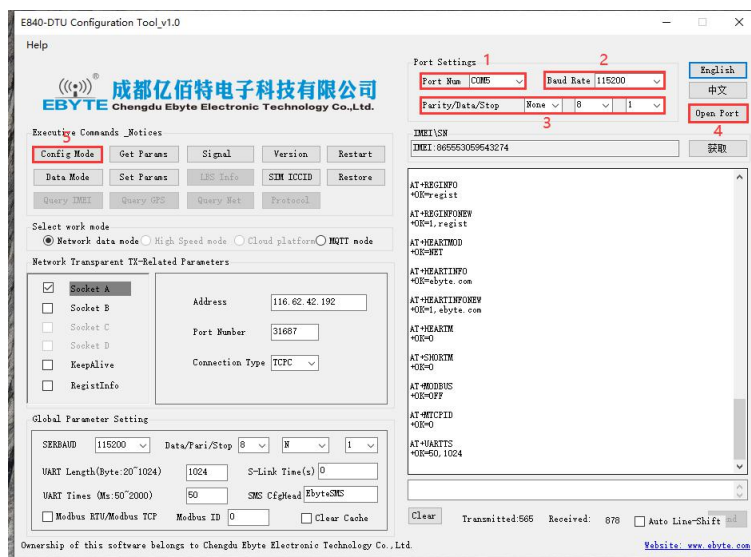 E840-DTU Configuration Tool_v1.0
Help
((ဖ))®
成都亿佰特电子科技有限公司
EBYTE Chengdu Ebyte Electronic Technology Co.,Ltd.
Port Settings
1
2
Port Num COM5
Baud Rate 115200
Parity/Data/Stop None 8 1
3
English
中文
Open Port
4
Executive Commands _Notices
5
Config Mode Get Params Signal Version Restart
Data Mode Set Params LBS Info SIM ICCID Restore
Query IMEI Query GPS Query Net Protocol
IMEI\SN
IMEI:865553059543274
获取
Select work mode
Network data mode High Speed mode Cloud platform MQTT mode
Network Transparent TX-Related Parameters
Socket A
Socket B
Socket C
Socket D
KeepAlive
RegistInfo
Address 116.62.42.192
Port Number 31687
Connection Type TCPC
Global Parameter Setting
SERBAUD 115200 Data/Pari/Stop 8 N 1
UART Length(Byte:20~1024) 1024 S-Link Time(s) 0
UART Times (Ms:50~2000) 50 SMS CfgHead EbyteSMS
Modbus RTU/Modbus TCP Modbus ID 0 Clear Cache
AT+REGINFO
+OK=regist
AT+REGINFONEW
+OK=1,regist
AT+HEARTMOD
+OK=NET
AT+HEARTINFO
+OK=ebyte.com
AT+HEARTINFONEW
+OK=1,ebyte.com
AT+HEARTM
+OK=0
AT+SHORTM
+OK=0
AT+MODBUS
+OK=OFF
AT+MTCPID
+OK=0
AT+UARTTS
+OK=50,1024
Clear Transmitted:565 Received: 878 Auto Line-Shift
Ownership of this software belongs to Chengdu Ebyte Electronic Technology Co., Ltd.
Website: www.ebyte.com